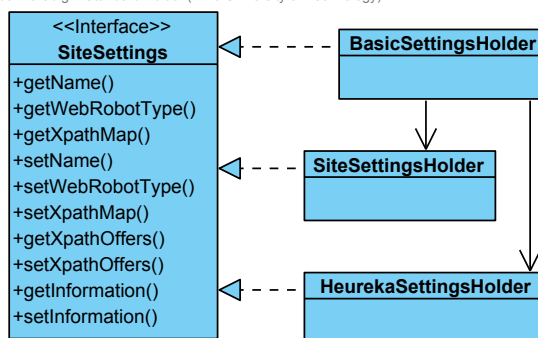 <<Interface>>
SiteSettings
+getName()
+getWebRobotType()
+getXpathMap()
+setName()
+setWebRobotType()
+setXpathMap()
+getXpathOffers()
+setXpathOffers()
+getInformation()
+setInformation()
BasicSettingsHolder
SiteSettingsHolder
HeurekaSettingsHolder